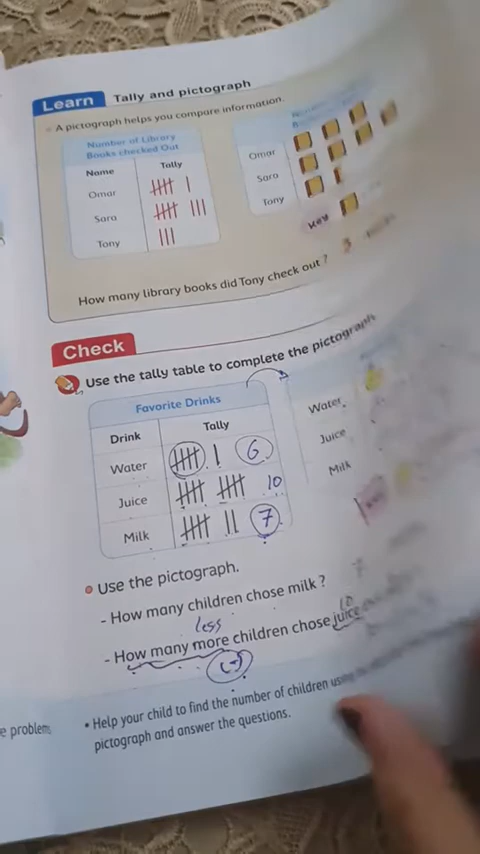 Learn Tally and pictograph
A pictograph helps you compare information.
Number of Library
Books checked Out
Name Tally
Omar
Sara
Tony
Omar
Sara
Tony
Key
How many library books did Tony check out ? 3
Check
Use the tally table to complete the pictograph
Favorite Drinks
Drink Tally
Water 6
Juice 10
Milk 7
Water
Juice
Milk
Use the pictograph.
- How many children chose milk ? 7
less 10
- How many more children chose juice
(-)
e problem
• Help your child to find the number of children using
pictograph and answer the questions.